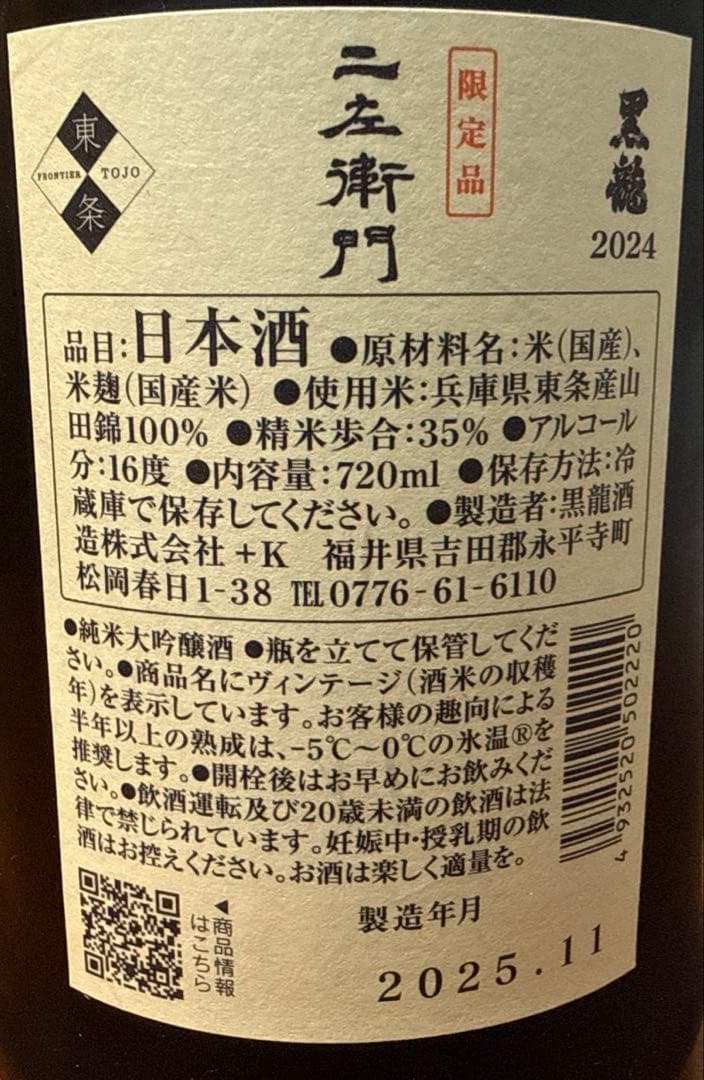 黒龍
2024
限定品
二左衛門
東
FRONTIER TOJO
条
品目:日本酒 ●原材料名:米(国産)、
米麹(国産米) ●使用米:兵庫県東条産山
田錦100% ●精米歩合:35% ●アルコール
分:16度 ●内容量:720ml ●保存方法:冷
蔵庫で保存してください。 ●製造者:黒龍酒
造株式会社+K 福井県吉田郡永平寺町
松岡春日1-38 TEL0776-61-6110
●純米大吟醸酒 ●瓶を立てて保管してくだ
さい。●商品名にヴィンテージ(酒米の収穫
年)を表示しています。お客様の趣向による
半年以上の熟成は、-5℃〜0℃の氷温®を
推奨します。●開栓後はお早めにお飲みくだ
さい。●飲酒運転及び20歳未満の飲酒は法
律で禁じられています。妊娠中・授乳期の飲
酒はお控えください。お酒は楽しく適量を。
4932520502220
◀商品情報
はこちら
製造年月
2025.11